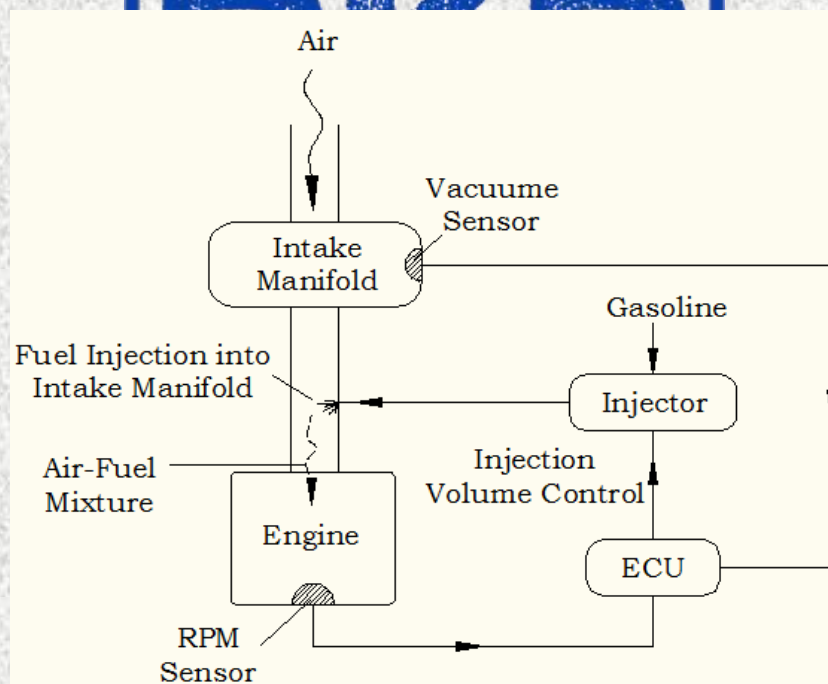 Air
Vacuume
Sensor
Intake
Manifold
Gasoline
Fuel Injection into
Intake Manifold
Injector
Air-Fuel
Mixture
Injection
Volume Control
Engine
ECU
RPM
Sensor